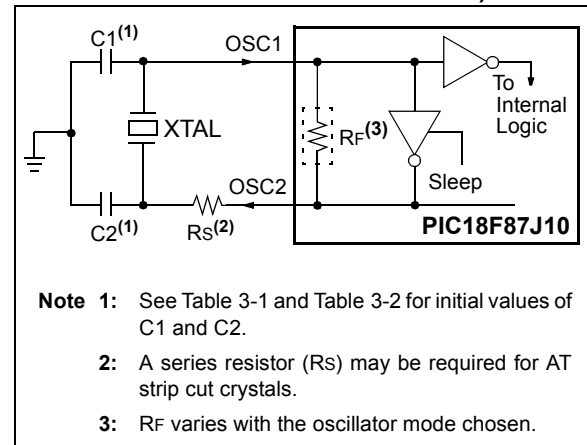 C1(1)
OSC1
To
Internal
Logic
XTAL
RF(3)
Sleep
OSC2
C2(1)
RS(2)
PIC18F87J10
Note 1: See Table 3-1 and Table 3-2 for initial values of
C1 and C2.
2: A series resistor (RS) may be required for AT
strip cut crystals.
3: RF varies with the oscillator mode chosen.